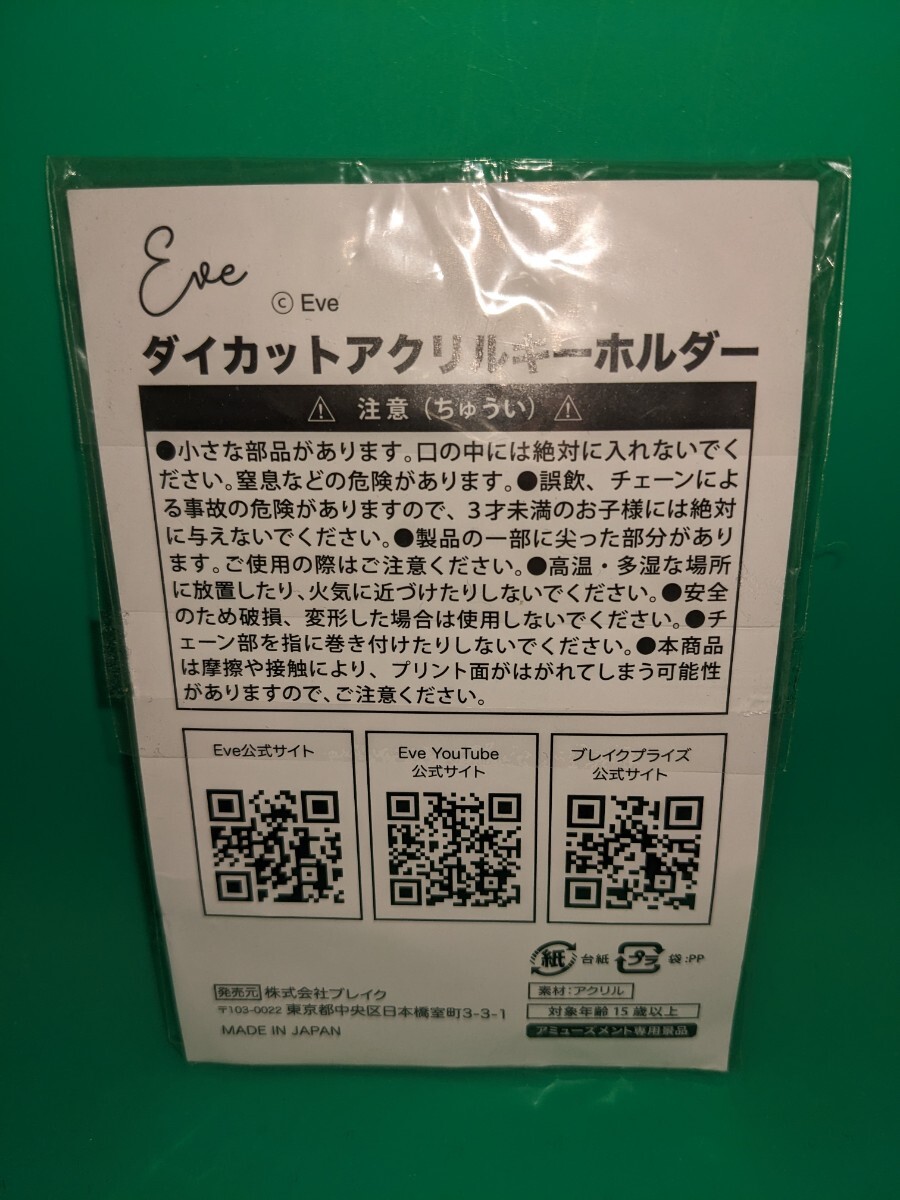 Eve
© Eve
ダイカットアクリルキーホルダー
⚠ 注意（ちゅうい） ⚠
●小さな部品があります。口の中には絶対に入れないでく
ださい。窒息などの危険があります。●誤飲、チェーンによ
る事故の危険がありますので、3才未満のお子様には絶対
に与えないでください。●製品の一部に尖った部分があり
ます。ご使用の際はご注意ください。●高温・多湿な場所
に放置したり、火気に近づけたりしないでください。●安全
のため破損、変形した場合は使用しないでください。●チ
ェーン部を指に巻き付けたりしないでください。●本商品
は摩擦や接触により、プリント面がはがれてしまう可能性
がありますので、ご注意ください。
Eve公式サイト
Eve YouTube
公式サイト
ブレイクプライズ
公式サイト
紙 台紙 プラ 袋:PP
発売元 株式会社ブレイク
〒103-0022 東京都中央区日本橋室町3-3-1
MADE IN JAPAN
素材:アクリル
対象年齢15歳以上
アミューズメント専用景品